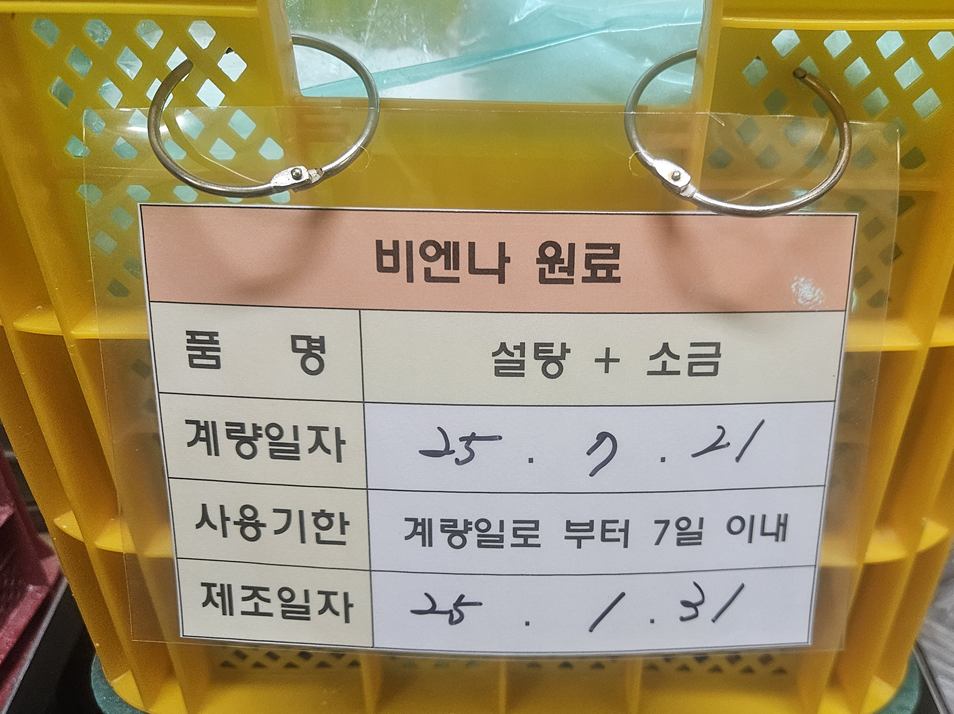 비엔나 원료
품 명 설탕 + 소금
계량일자 25 . 7 . 21
사용기한 계량일로 부터 7일 이내
제조일자 25 . 1 . 31